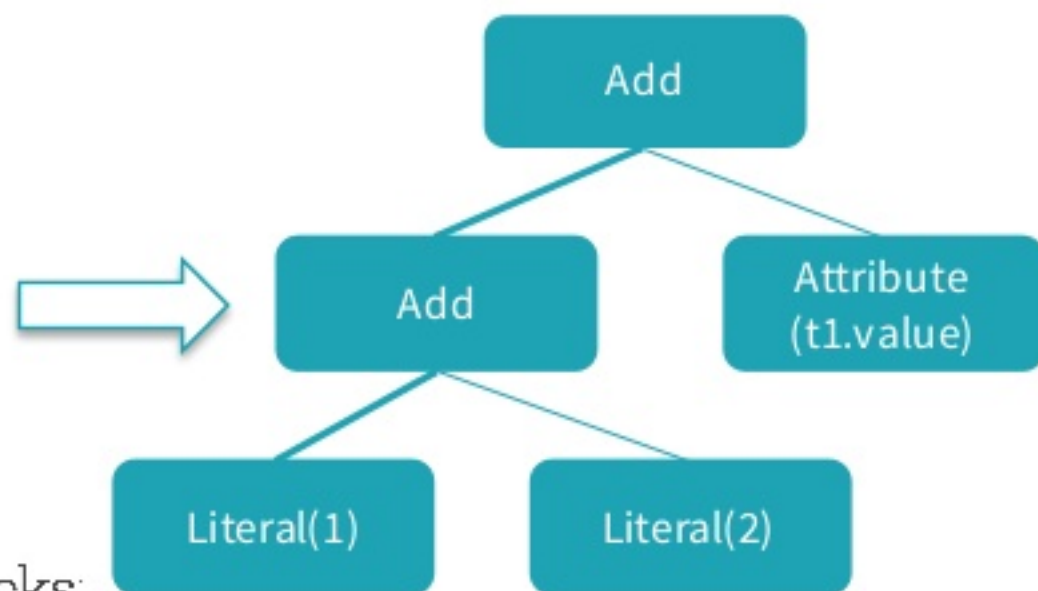 Add
Add
Attribute
(t1.value)
Literal(1)
Literal(2)